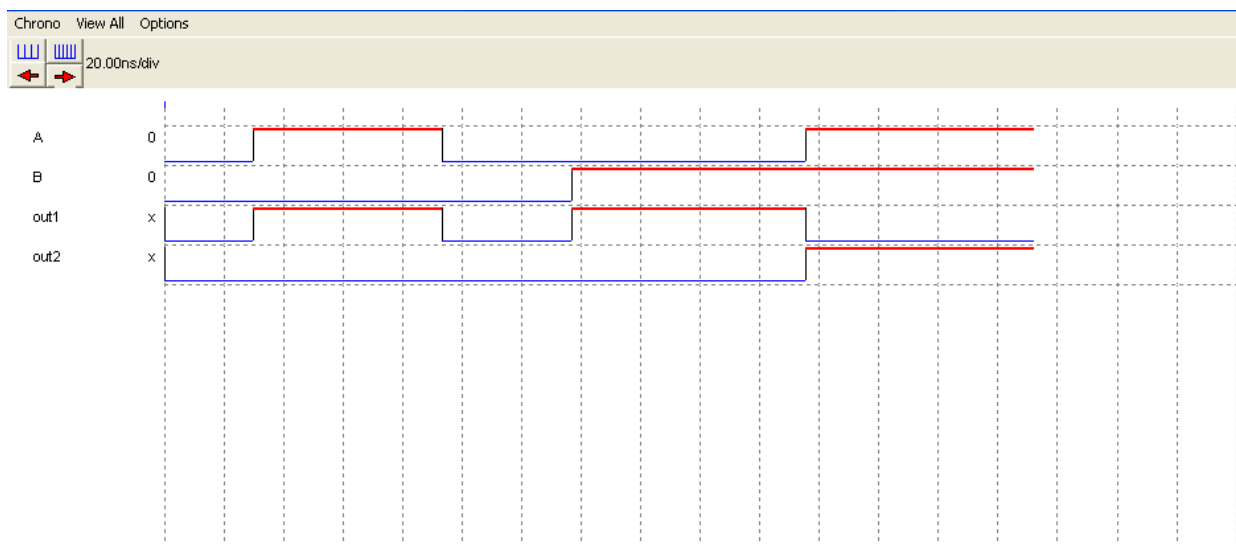 Chrono View All Options
20.00ns/div
A 0
B 0
out1 x
out2 x